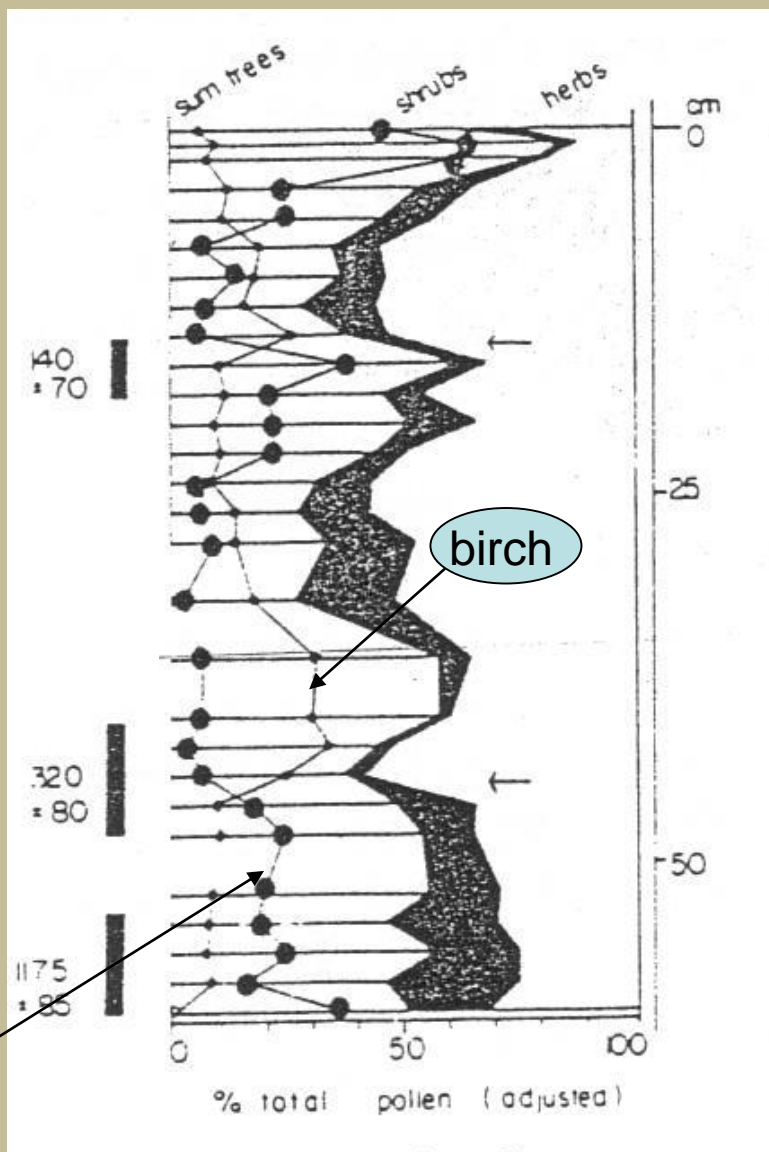 sum trees shrubs herbs
cm
0
140
± 70
25
birch
320
± 80
50
1175
± 85
0 50 100
% total pollen (adjusted)